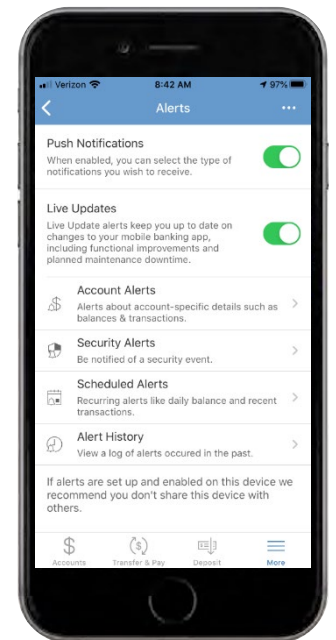 Verizon 8:42 AM 97%
Alerts
Push Notifications
When enabled, you can select the type of
notifications you wish to receive.
Live Updates
Live Update alerts keep you up to date on
changes to your mobile banking app,
including functional improvements and
planned maintenance downtime.
Account Alerts
Alerts about account-specific details such as
balances & transactions.
Security Alerts
Be notified of a security event.
Scheduled Alerts
Recurring alerts like daily balance and recent
transactions.
Alert History
View a log of alerts occured in the past.
If alerts are set up and enabled on this device we
recommend you don't share this device with
others.
Accounts Transfer & Pay Deposit More